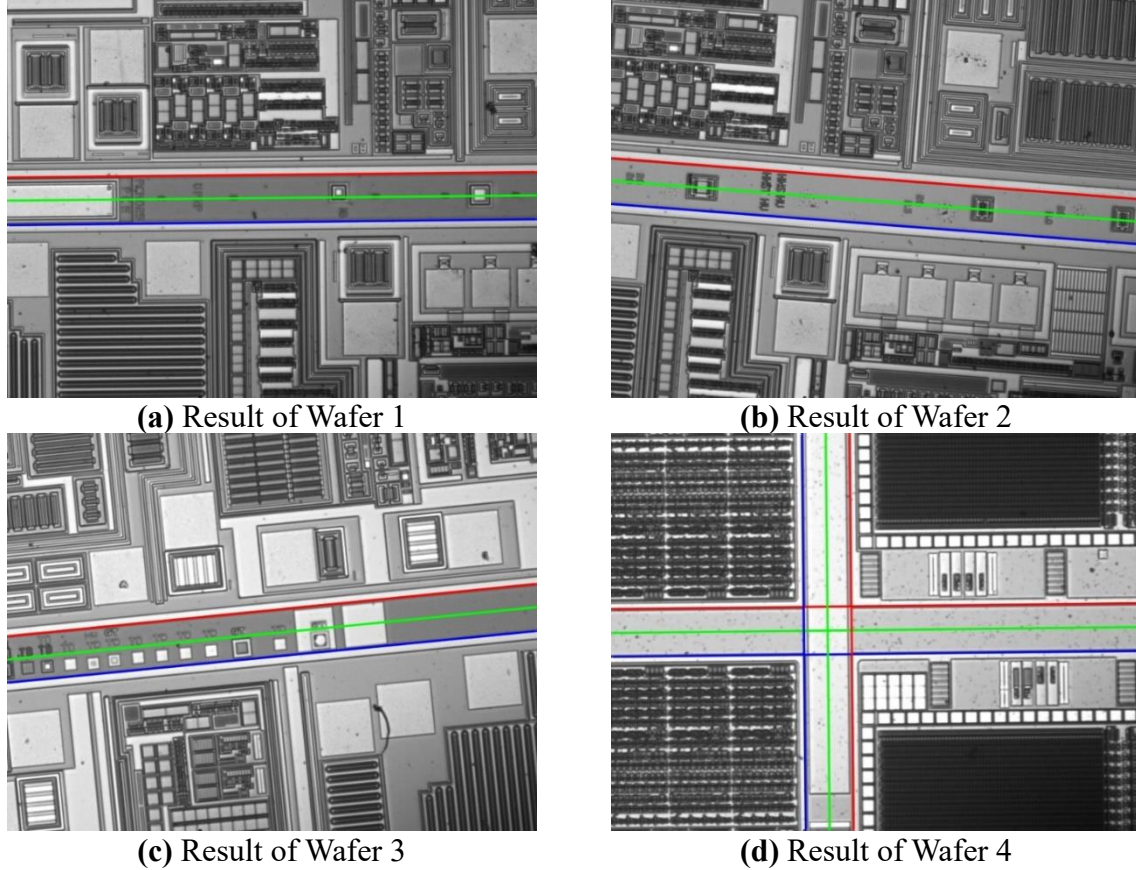 (a) Result of Wafer 1
(b) Result of Wafer 2
(c) Result of Wafer 3
(d) Result of Wafer 4